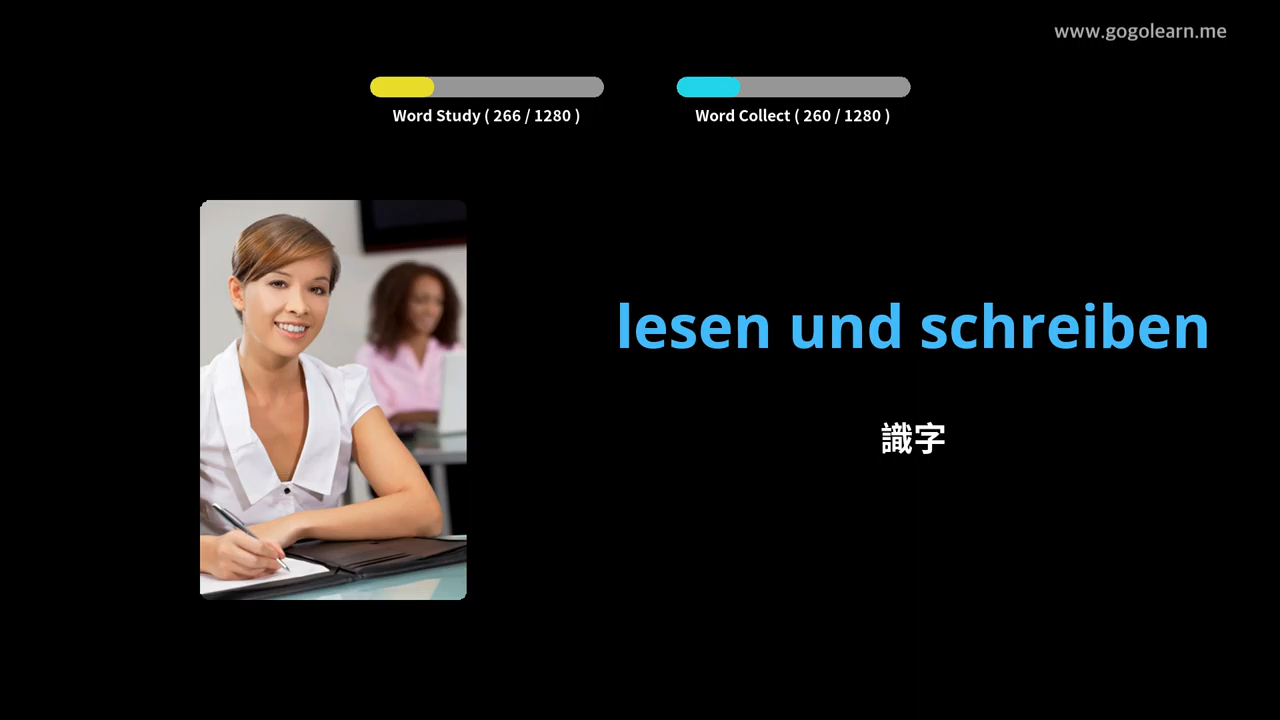 www.gogolearn.me
Word Study ( 266 / 1280 )
Word Collect ( 260 / 1280 )
lesen und schreiben
識字